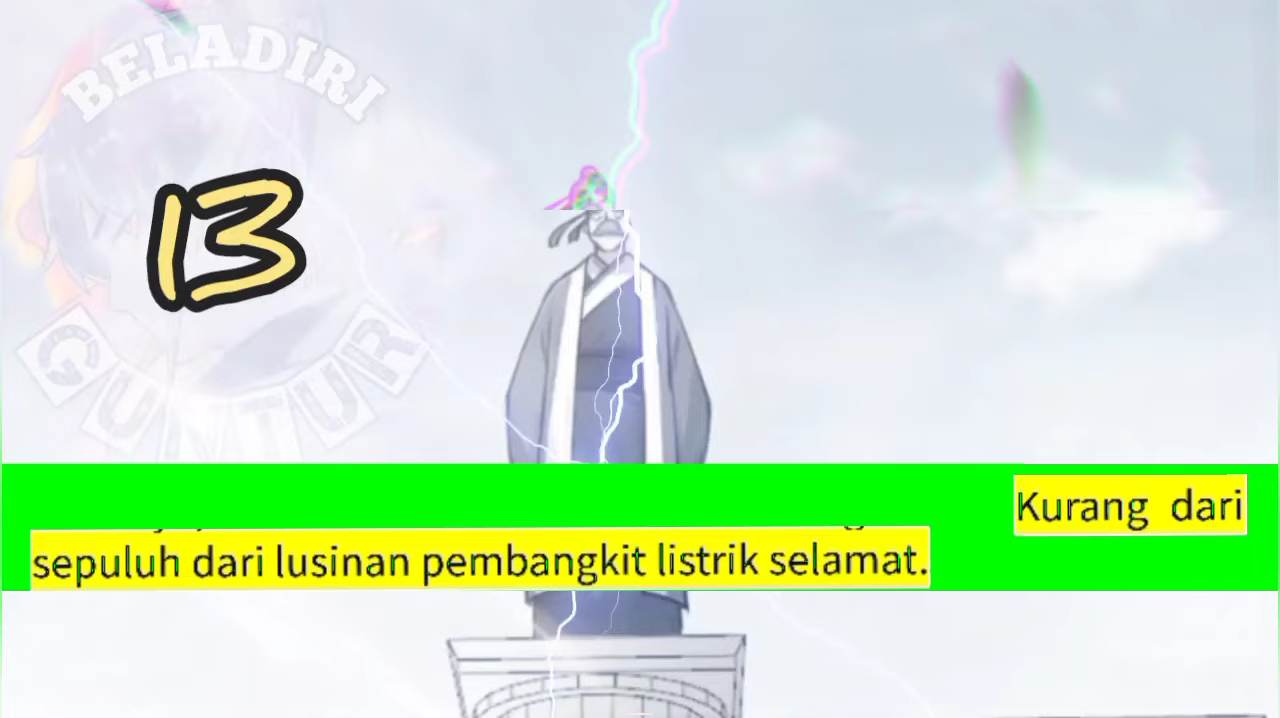 BELADIRI
13
GUNTUR
Kurang dari
sepuluh dari lusinan pembangkit listrik selamat.